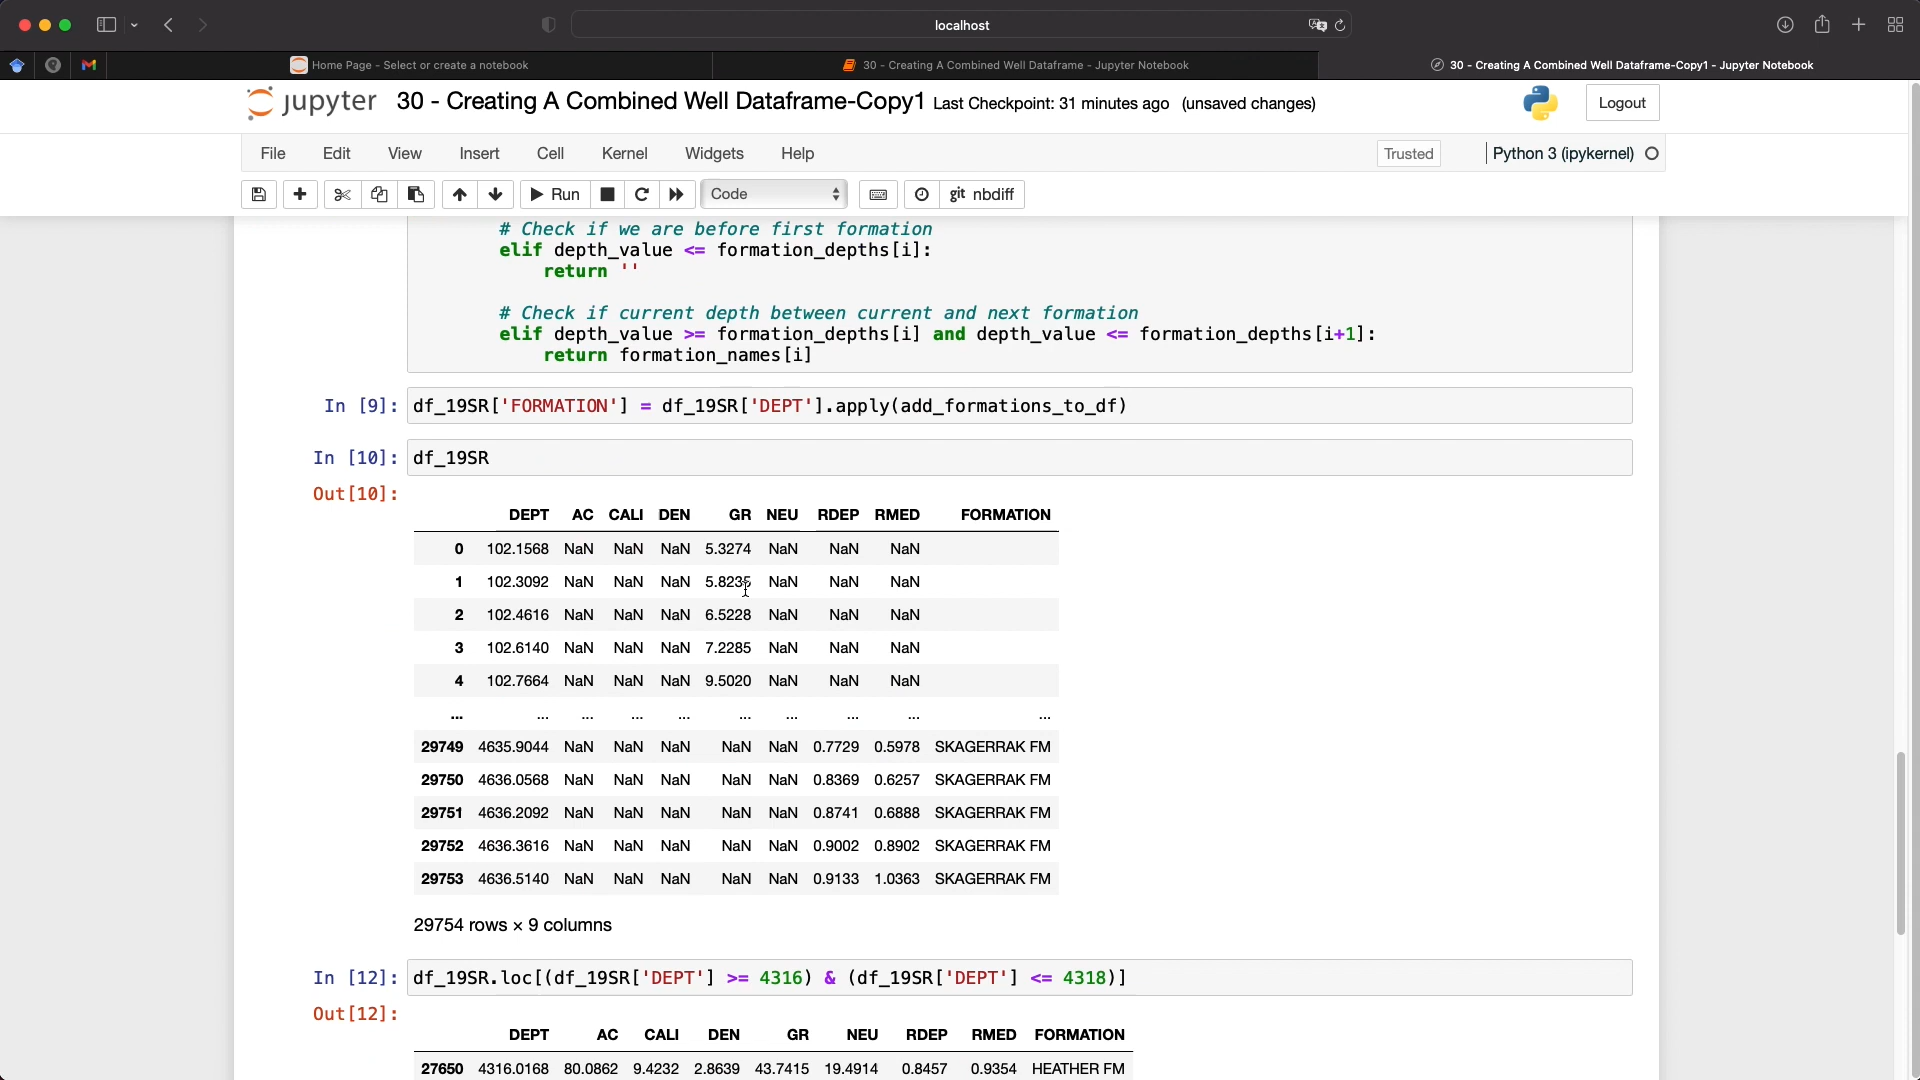 localhost
Home Page - Select or create a notebook
30 - Creating A Combined Well Dataframe - Jupyter Notebook
30 - Creating A Combined Well Dataframe-Copy1 - Jupyter Notebook
jupyter 30 - Creating A Combined Well Dataframe-Copy1 Last Checkpoint: 31 minutes ago (unsaved changes)
Logout
File Edit View Insert Cell Kernel Widgets Help
Trusted
Python 3 (ipykernel)
Run Code git nbdiff
# Check if we are before first formation
elif depth_value <= formation_depths[i]:
return ''
# Check if current depth between current and next formation
elif depth_value >= formation_depths[i] and depth_value <= formation_depths[i+1]:
return formation_names[i]
In [9]: df_19SR['FORMATION'] = df_19SR['DEPT'].apply(add_formations_to_df)
In [10]: df_19SR
Out[10]:
DEPT AC CALI DEN GR NEU RDEP RMED FORMATION
0 102.1568 NaN NaN NaN 5.3274 NaN NaN NaN
1 102.3092 NaN NaN NaN 5.8235 NaN NaN NaN
2 102.4616 NaN NaN NaN 6.5228 NaN NaN NaN
3 102.6140 NaN NaN NaN 7.2285 NaN NaN NaN
4 102.7664 NaN NaN NaN 9.5020 NaN NaN NaN
... ... ... ... ... ... ... ... ... ...
29749 4635.9044 NaN NaN NaN NaN NaN 0.7729 0.5978 SKAGERRAK FM
29750 4636.0568 NaN NaN NaN NaN NaN 0.8369 0.6257 SKAGERRAK FM
29751 4636.2092 NaN NaN NaN NaN NaN 0.8741 0.6888 SKAGERRAK FM
29752 4636.3616 NaN NaN NaN NaN NaN 0.9002 0.8902 SKAGERRAK FM
29753 4636.5140 NaN NaN NaN NaN NaN 0.9133 1.0363 SKAGERRAK FM
29754 rows × 9 columns
In [12]: df_19SR.loc[(df_19SR['DEPT'] >= 4316) & (df_19SR['DEPT'] <= 4318)]
Out[12]:
DEPT AC CALI DEN GR NEU RDEP RMED FORMATION
27650 4316.0168 80.0862 9.4232 2.8639 43.7415 19.4914 0.8457 0.9354 HEATHER FM